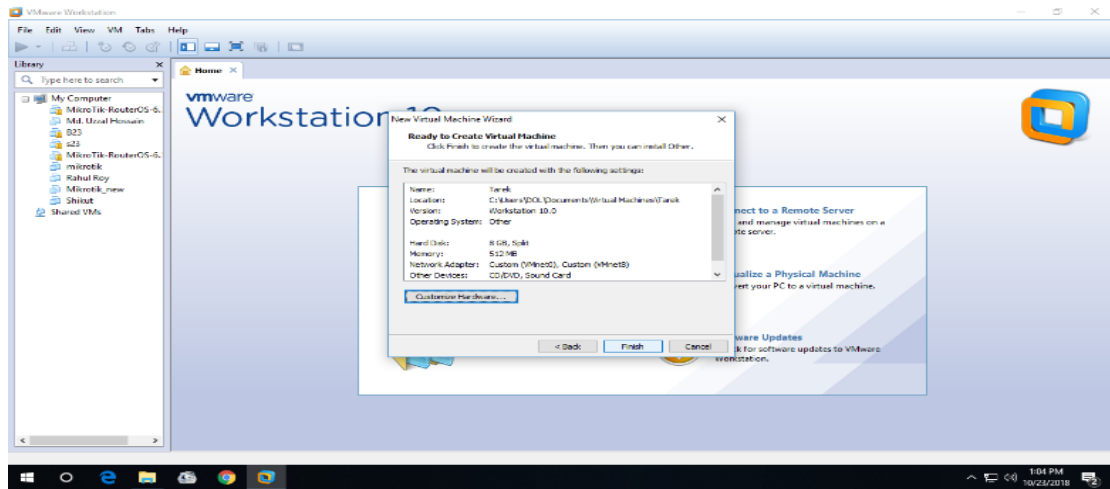 VMware Workstation
File Edit View VM Tabs Help
Library
Type here to search
Home
My Computer
MikroTik-RouterOS-6.
Md. Uzzal Hossain
B23
s23
MikroTik-RouterOS-6.
mikrotik
Rahul Roy
Mikrotik_new
Shikut
Shared VMs
vmware
Workstation 10
New Virtual Machine Wizard
Ready to Create Virtual Machine
Click Finish to create the virtual machine. Then you can install Other.
The virtual machine will be created with the following settings:
Name: Tarek
Location: C:\Users\DOL\Documents\Virtual Machines\Tarek
Version: Workstation 10.0
Operating System: Other
Hard Disk: 8 GB, Split
Memory: 512 MB
Network Adapter: Custom (VMnet0), Custom (VMnet8)
Other Devices: CD/DVD, Sound Card
Customize Hardware...
< Back Finish Cancel
nect to a Remote Server
and manage virtual machines on a
te server.
ualize a Physical Machine
vert your PC to a virtual machine.
ware Updates
k for software updates to VMware
Workstation.
1:04 PM
10/23/2018